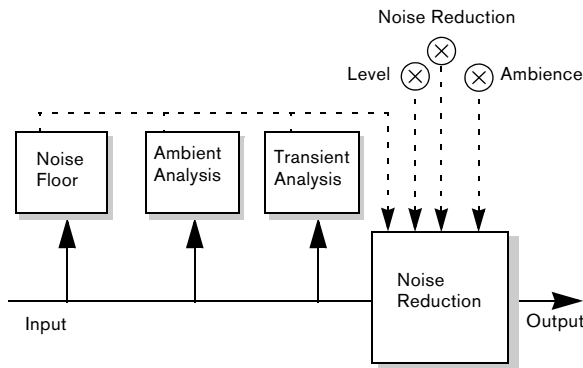 Noise Reduction
Level
Ambience
Noise
Floor
Ambient
Analysis
Transient
Analysis
Noise
Reduction
Input
Output